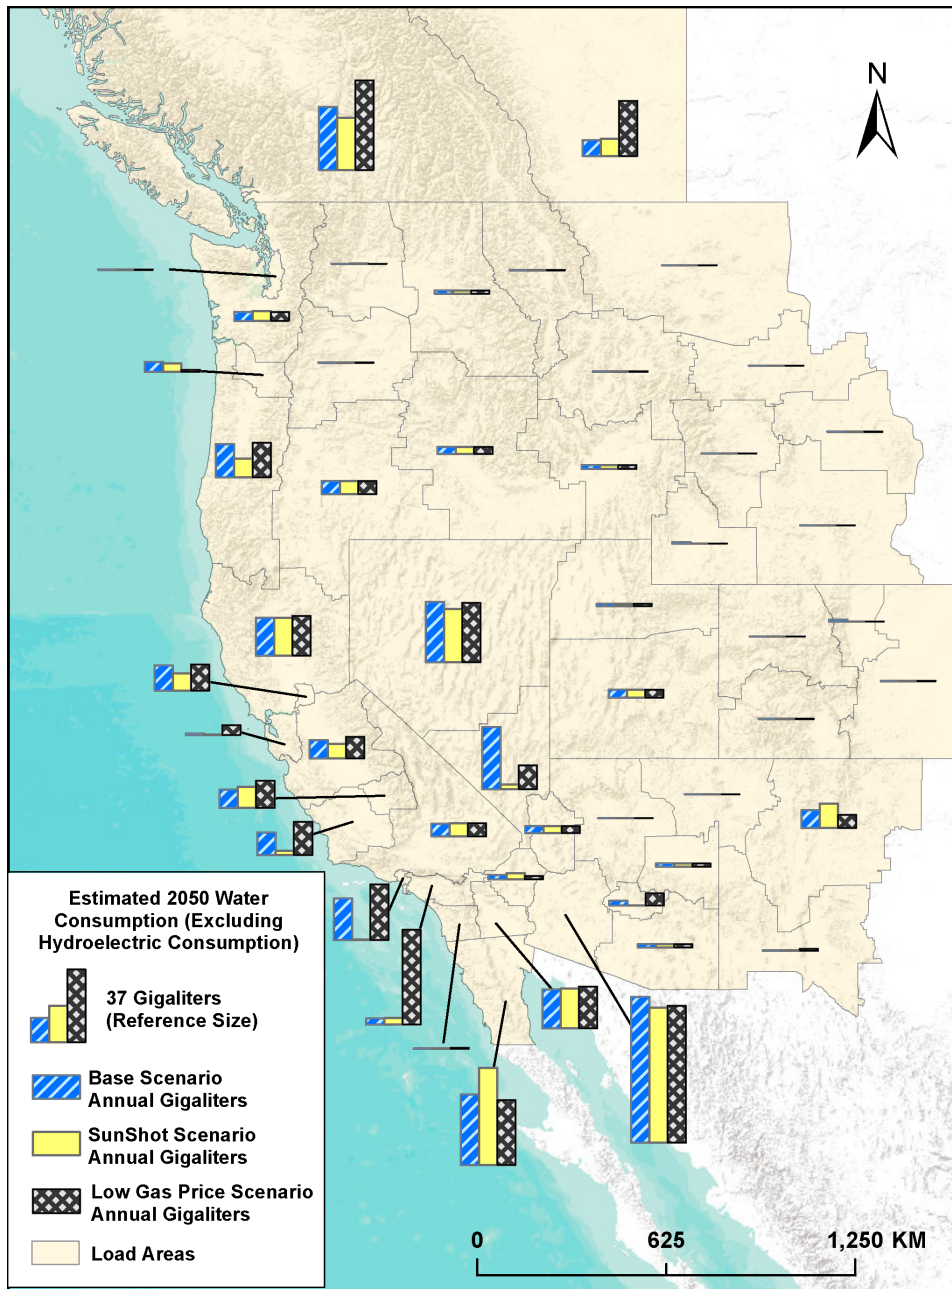 N
Estimated 2050 Water
Consumption (Excluding
Hydroelectric Consumption)
37 Gigaliters
(Reference Size)
Base Scenario
Annual Gigaliters
SunShot Scenario
Annual Gigaliters
Low Gas Price Scenario
Annual Gigaliters
Load Areas
0 625 1,250 KM